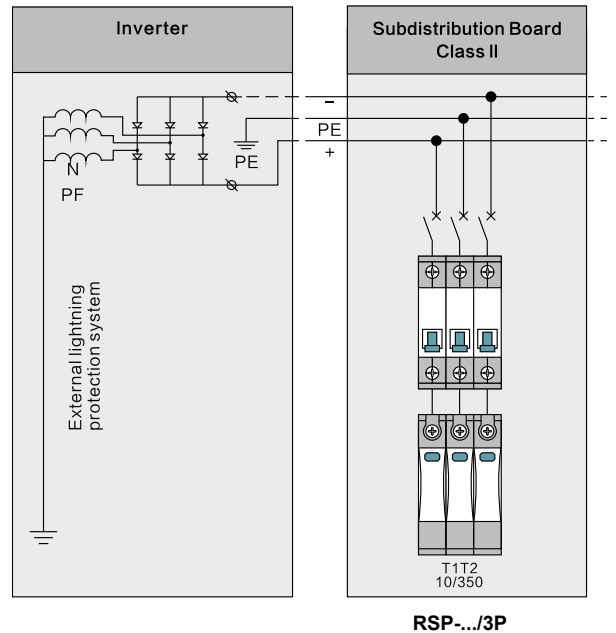 Inverter
Subdistribution Board
Class II
−
PE
+
PE
N
PF
External lightning
protection system
T1T2
10/350
RSP-.../3P